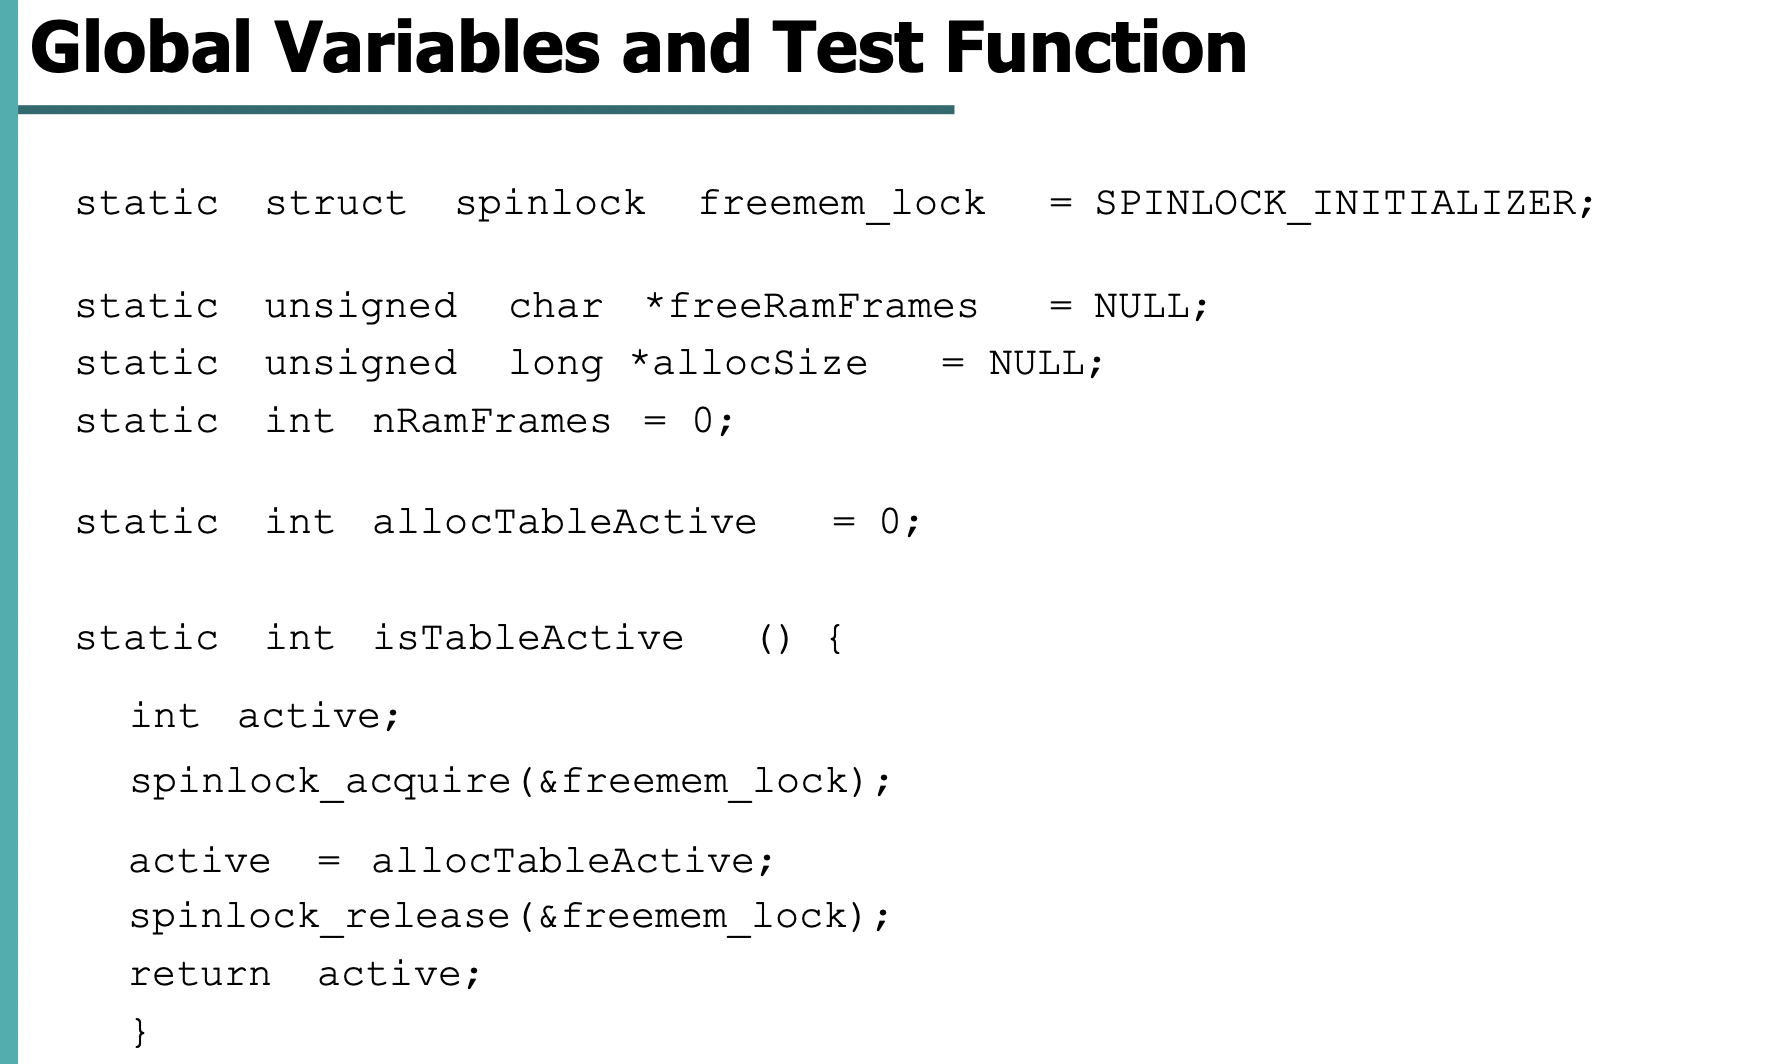 Global Variables and Test Function
static struct spinlock freemem_lock = SPINLOCK_INITIALIZER;
static unsigned char *freeRamFrames = NULL;
static unsigned long *allocSize = NULL;
static int nRamFrames = 0;
static int allocTableActive = 0;
static int isTableActive () {
int active;
spinlock_acquire(&freemem_lock);
active = allocTableActive;
spinlock_release(&freemem_lock);
return active;
}